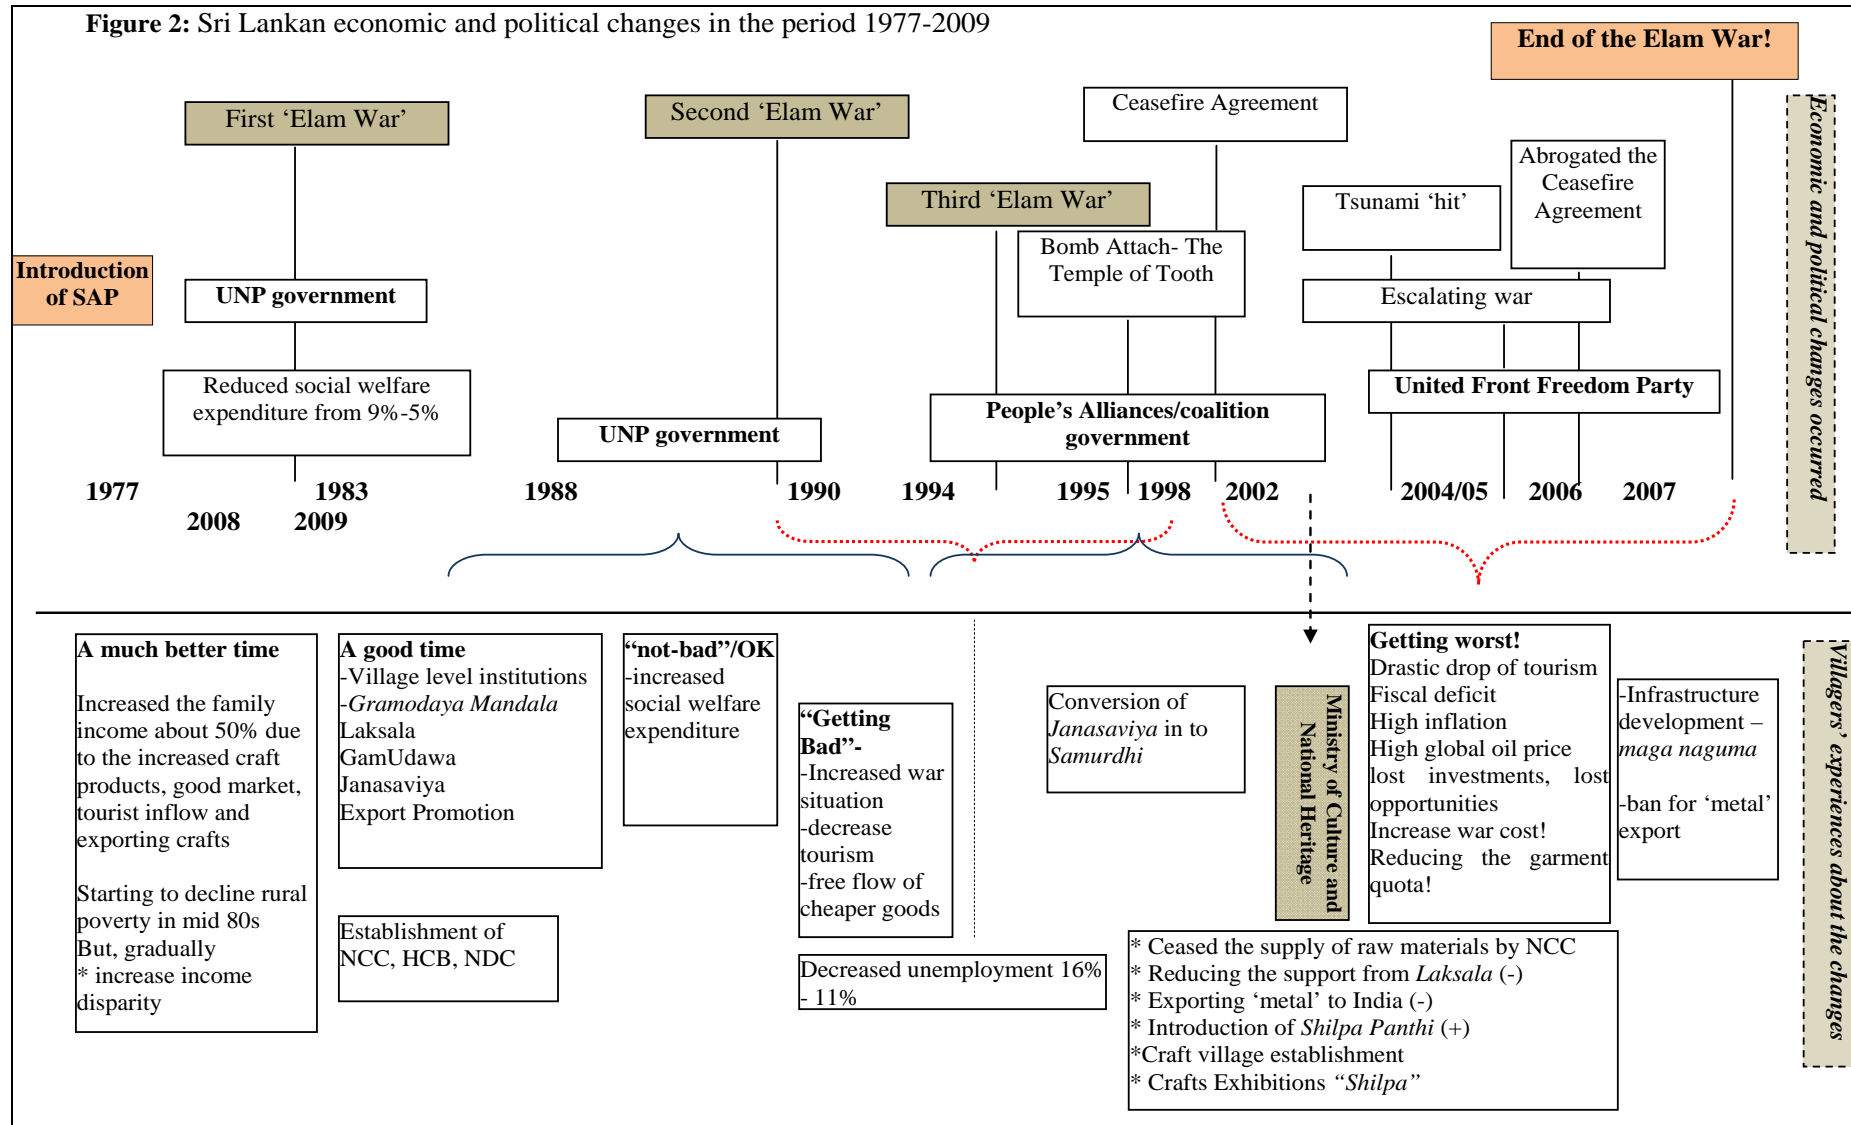 Figure 2: Sri Lankan economic and political changes in the period 1977-2009
End of the Elam War!
First ‘Elam War’
Second ‘Elam War’
Ceasefire Agreement
Third ‘Elam War’
Abrogated the
Ceasefire
Agreement
Tsunami ‘hit’
Bomb Attach- The
Temple of Tooth
Introduction
of SAP
UNP government
Escalating war
Reduced social welfare
expenditure from 9%-5%
UNP government
People’s Alliances/coalition
government
United Front Freedom Party
Economic and political changes occurred
1977 1983 1988 1990 1994 1995 1998 2002 2004/05 2006 2007
2008 2009
A much better time
Increased the family
income about 50% due
to the increased craft
products, good market,
tourist inflow and
exporting crafts
Starting to decline rural
poverty in mid 80s
But, gradually
* increase income
disparity
A good time
-Village level institutions
-Gramodaya Mandala
Laksala
GamUdawa
Janasaviya
Export Promotion
Establishment of
NCC, HCB, NDC
“not-bad”/OK
-increased
social welfare
expenditure
“Getting
Bad”-
-Increased war
situation
-decrease
tourism
-free flow of
cheaper goods
Decreased unemployment 16%
- 11%
Conversion of
Janasaviya in to
Samurdhi
Ministry of Culture and
National Heritage
Getting worst!
Drastic drop of tourism
Fiscal deficit
High inflation
High global oil price
lost investments, lost
opportunities
Increase war cost!
Reducing the garment
quota!
-Infrastructure
development –
maga naguma
-ban for ‘metal’
export
* Ceased the supply of raw materials by NCC
* Reducing the support from Laksala (-)
* Exporting ‘metal’ to India (-)
* Introduction of Shilpa Panthi (+)
*Craft village establishment
* Crafts Exhibitions “Shilpa”
Villagers’ experiences about the changes